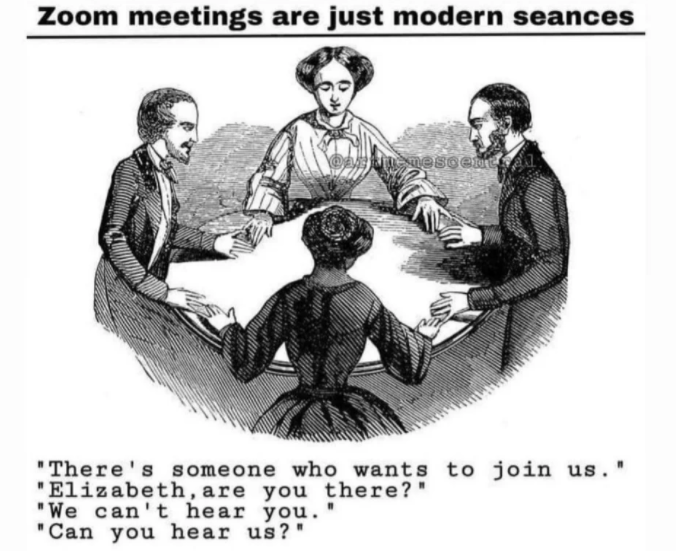 Zoom meetings are just modern seances
"There's someone who wants to join us."
"Elizabeth,are you there?"
"We can't hear you."
"Can you hear us?"